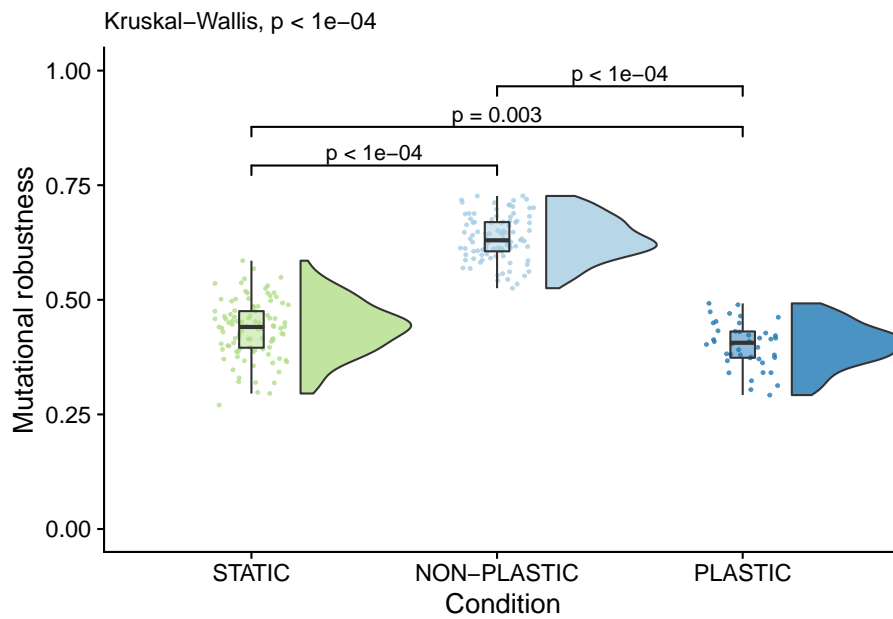 Kruskal−Wallis, p < 1e−04
1.00
p < 1e−04
p = 0.003
p < 1e−04
0.75
0.50
0.25
0.00
Mutational robustness
STATIC NON−PLASTIC PLASTIC
Condition